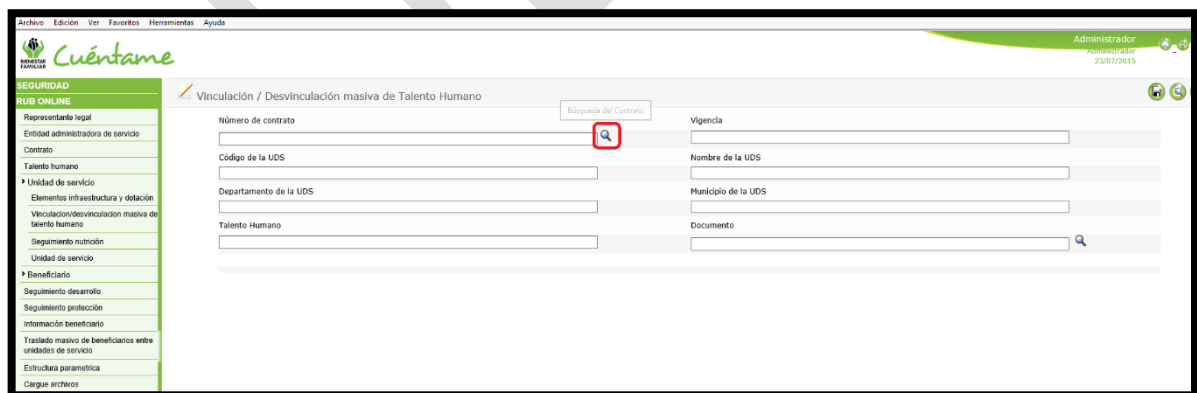 Archivo Edición Ver Favoritos Herramientas Ayuda
BIENESTAR
FAMILIAR
Cuéntame
Administrador
Administrador
23/07/2015
SEGURIDAD
RUB ONLINE
Representante legal
Entidad administradora de servicio
Contrato
Talento humano
Unidad de servicio
Elementos infraestructura y dotación
Vinculacion/desvinculacion masiva de
talento humano
Seguimiento nutrición
Unidad de servicio
Beneficiario
Seguimiento desarrollo
Seguimiento protección
Información beneficiario
Traslado masivo de beneficiarios entre
unidades de servicio
Estructura parametrica
Cargue archivos
Vinculación / Desvinculación masiva de Talento Humano
Búsqueda del Contrato
Número de contrato
Vigencia
Código de la UDS
Nombre de la UDS
Departamento de la UDS
Municipio de la UDS
Talento Humano
Documento